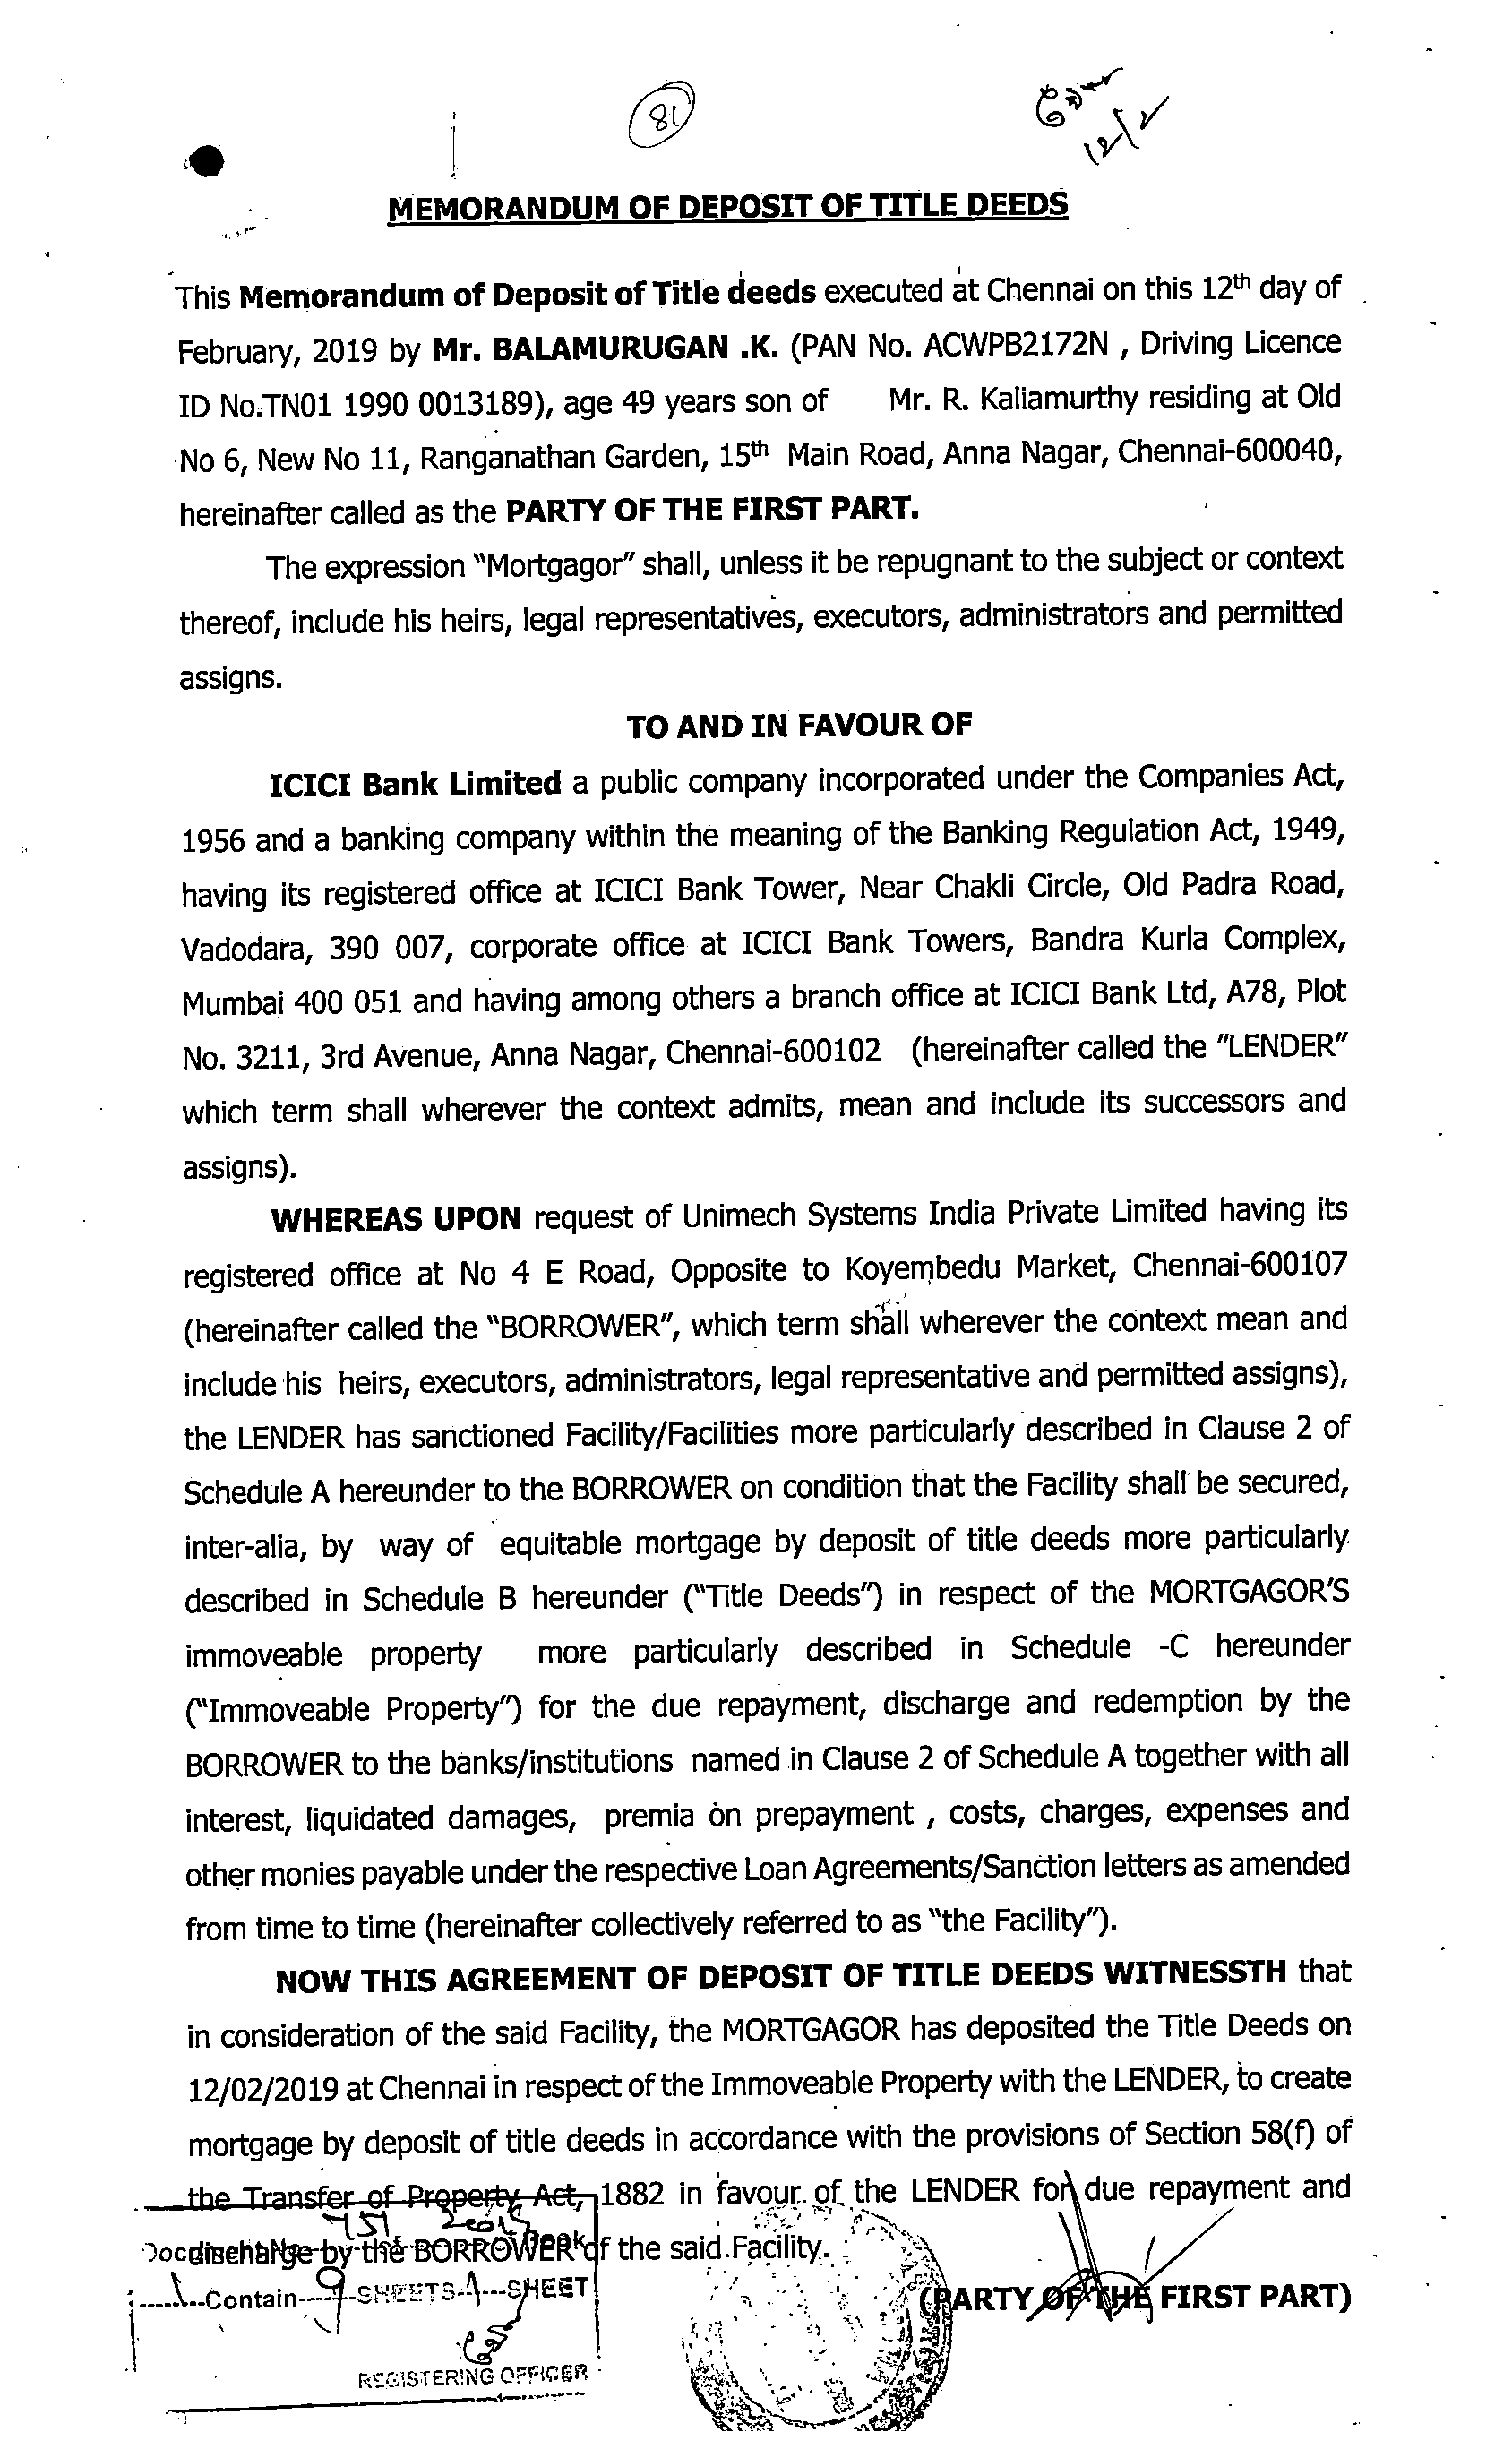 81
12/2
MEMORANDUM OF DEPOSIT OF TITLE DEEDS
This Memorandum of Deposit of Title deeds executed at Chennai on this 12th day of
February, 2019 by Mr. BALAMURUGAN .K. (PAN No. ACWPB2172N , Driving Licence
ID No.TN01 1990 0013189), age 49 years son of Mr. R. Kaliamurthy residing at Old
No 6, New No 11, Ranganathan Garden, 15th Main Road, Anna Nagar, Chennai-600040,
hereinafter called as the PARTY OF THE FIRST PART.
The expression "Mortgagor" shall, unless it be repugnant to the subject or context
thereof, include his heirs, legal representatives, executors, administrators and permitted
assigns.
TO AND IN FAVOUR OF
ICICI Bank Limited a public company incorporated under the Companies Act,
1956 and a banking company within the meaning of the Banking Regulation Act, 1949,
having its registered office at ICICI Bank Tower, Near Chakli Circle, Old Padra Road,
Vadodara, 390 007, corporate office at ICICI Bank Towers, Bandra Kurla Complex,
Mumbai 400 051 and having among others a branch office at ICICI Bank Ltd, A78, Plot
No. 3211, 3rd Avenue, Anna Nagar, Chennai-600102 (hereinafter called the "LENDER"
which term shall wherever the context admits, mean and include its successors and
assigns).
WHEREAS UPON request of Unimech Systems India Private Limited having its
registered office at No 4 E Road, Opposite to Koyembedu Market, Chennai-600107
(hereinafter called the "BORROWER", which term shall wherever the context mean and
include his heirs, executors, administrators, legal representative and permitted assigns),
the LENDER has sanctioned Facility/Facilities more particularly described in Clause 2 of
Schedule A hereunder to the BORROWER on condition that the Facility shall be secured,
inter-alia, by way of equitable mortgage by deposit of title deeds more particularly
described in Schedule B hereunder ("Title Deeds") in respect of the MORTGAGOR'S
immoveable property more particularly described in Schedule -C hereunder
("Immoveable Property") for the due repayment, discharge and redemption by the
BORROWER to the banks/institutions named in Clause 2 of Schedule A together with all
interest, liquidated damages, premia on prepayment , costs, charges, expenses and
other monies payable under the respective Loan Agreements/Sanction letters as amended
from time to time (hereinafter collectively referred to as "the Facility").
NOW THIS AGREEMENT OF DEPOSIT OF TITLE DEEDS WITNESSTH that
in consideration of the said Facility, the MORTGAGOR has deposited the Title Deeds on
12/02/2019 at Chennai in respect of the Immoveable Property with the LENDER, to create
mortgage by deposit of title deeds in accordance with the provisions of Section 58(f) of
the Transfer of Property Act, 1882 in favour of the LENDER for due repayment and
discharge by the BORROWER of the said Facility.
Contain 9 SHEETS SHEET
(PARTY OF THE FIRST PART)
REGISTERING OFFICER